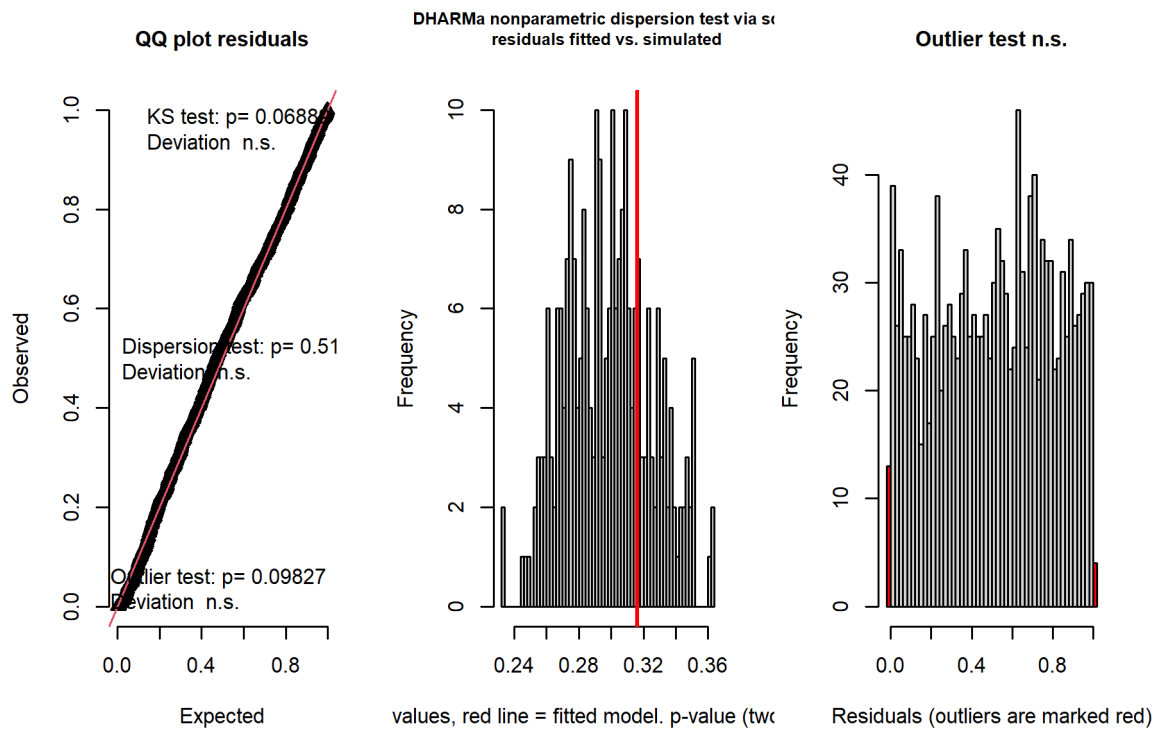 QQ plot residuals
KS test: p= 0.0688
Deviation n.s.
Dispersion test: p= 0.51
Deviation n.s.
Outlier test: p= 0.09827
Deviation n.s.
Observed
0.0 0.2 0.4 0.6 0.8 1.0
0.0 0.4 0.8
Expected
DHARMa nonparametric dispersion test via sd
residuals fitted vs. simulated
Frequency
0 2 4 6 8 10
0.24 0.28 0.32 0.36
values, red line = fitted model. p-value (two
Outlier test n.s.
Frequency
0 10 20 30 40
0.0 0.4 0.8
Residuals (outliers are marked red)